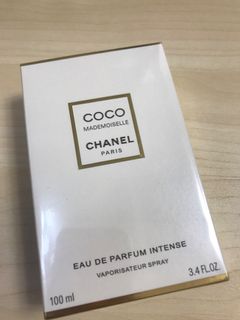 COCO
MADEMOISELLE
CHANEL
PARIS
EAU DE PARFUM INTENSE
VAPORISATEUR SPRAY
100 ml
3.4 FL.OZ.